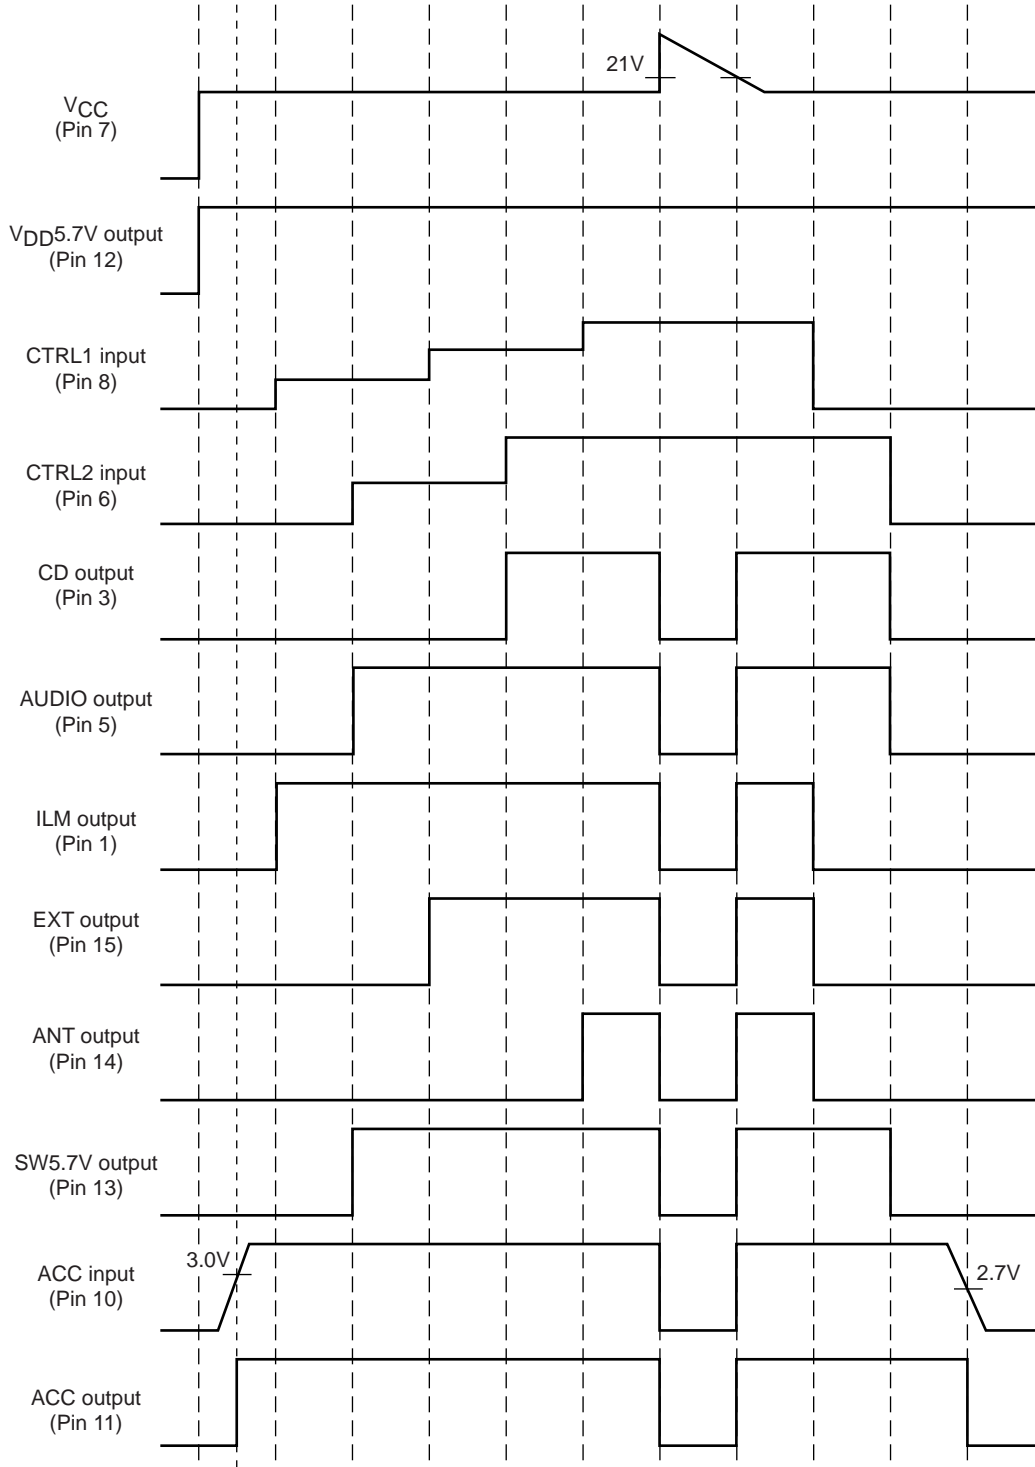 21V
VCC
(Pin 7)
VDD5.7V output
(Pin 12)
CTRL1 input
(Pin 8)
CTRL2 input
(Pin 6)
CD output
(Pin 3)
AUDIO output
(Pin 5)
ILM output
(Pin 1)
EXT output
(Pin 15)
ANT output
(Pin 14)
SW5.7V output
(Pin 13)
3.0V
ACC input
(Pin 10)
2.7V
ACC output
(Pin 11)